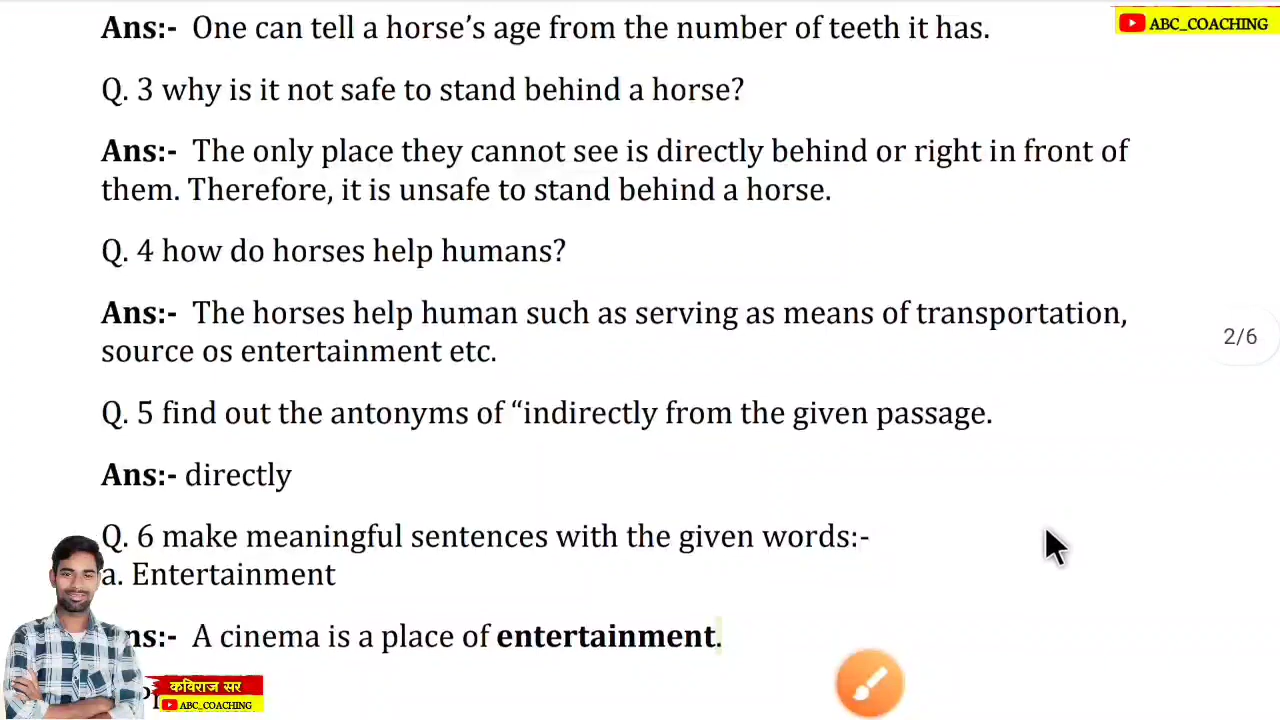 Ans:- One can tell a horse’s age from the number of teeth it has.
ABC_COACHING
Q. 3 why is it not safe to stand behind a horse?
Ans:- The only place they cannot see is directly behind or right in front of
them. Therefore, it is unsafe to stand behind a horse.
Q. 4 how do horses help humans?
Ans:- The horses help human such as serving as means of transportation,
source os entertainment etc.
2/6
Q. 5 find out the antonyms of “indirectly from the given passage.
Ans:- directly
Q. 6 make meaningful sentences with the given words:-
a. Entertainment
ns:- A cinema is a place of entertainment.
कविराज सर
ABC_COACHING